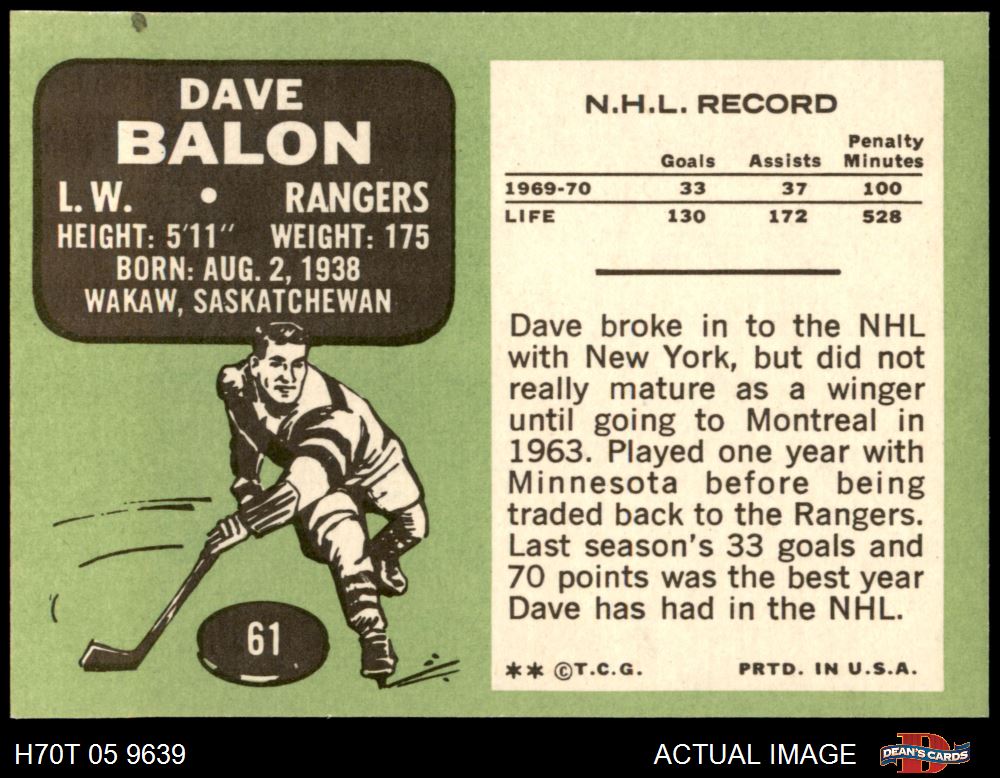 DAVE
BALON
L. W. • RANGERS
HEIGHT: 5'11" WEIGHT: 175
BORN: AUG. 2, 1938
WAKAW, SASKATCHEWAN
61
N.H.L. RECORD
Goals Assists Penalty Minutes
1969-70 33 37 100
LIFE 130 172 528
Dave broke in to the NHL
with New York, but did not
really mature as a winger
until going to Montreal in
1963. Played one year with
Minnesota before being
traded back to the Rangers.
Last season's 33 goals and
70 points was the best year
Dave has had in the NHL.
** ©T.C.G. PRTD. IN U.S.A.
H70T 05 9639 ACTUAL IMAGE D DEAN'S CARDS